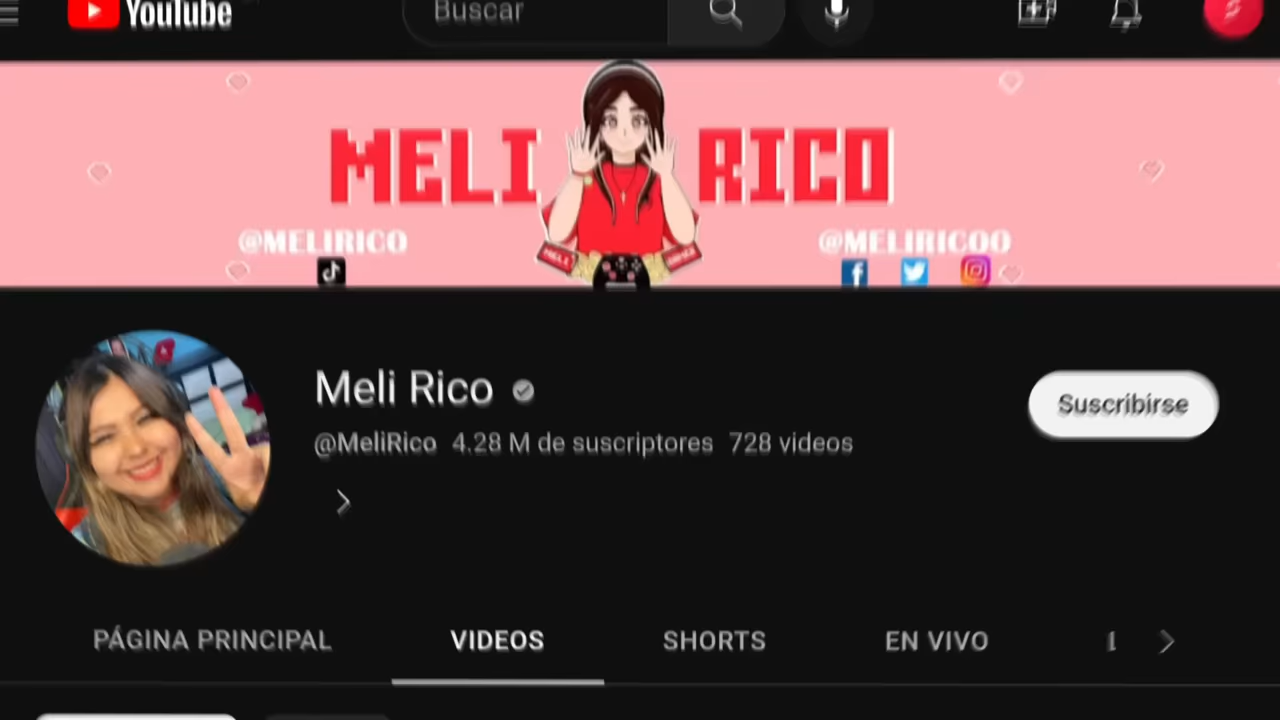 YouTube
Buscar
MELI RICO
@MELIRICO
@MELIRICOO
MELI
Meli Rico
@MeliRico 4.28 M de suscriptores 728 videos
Suscribirse
PÁGINA PRINCIPAL VIDEOS SHORTS EN VIVO